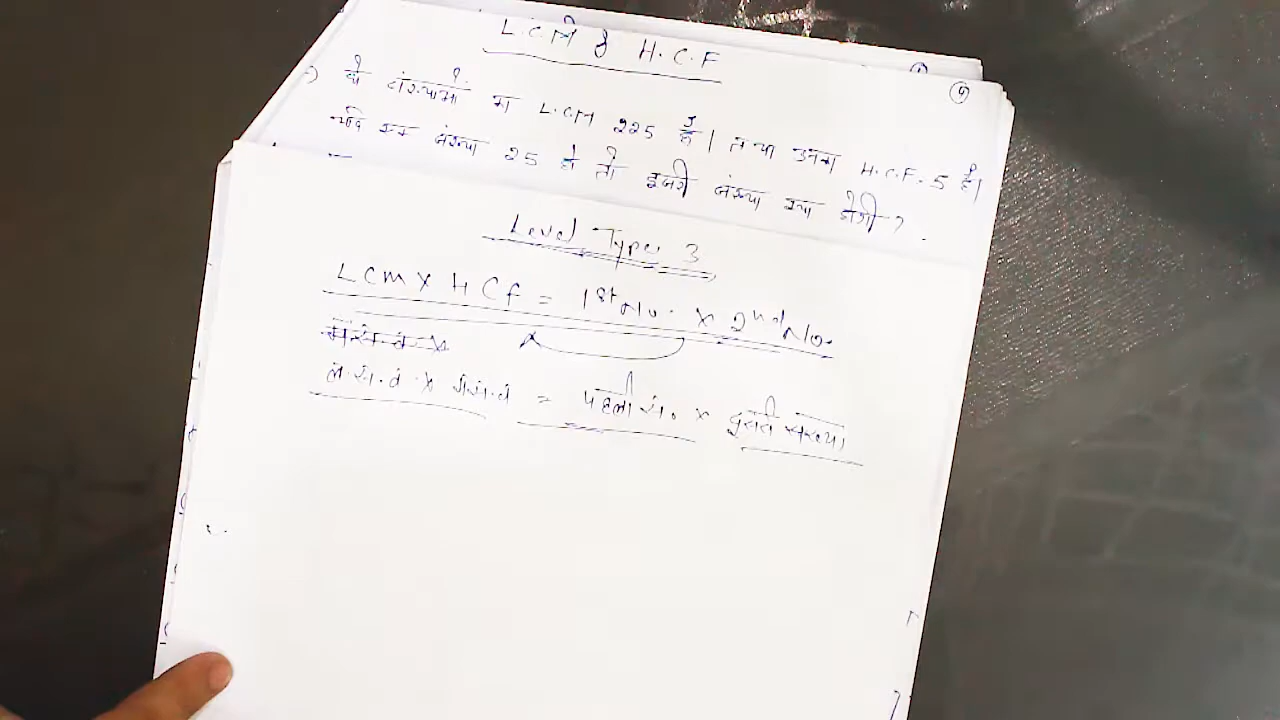 L.C.M & H.C.F
दो संख्याओं का L.C.M 225 है। तथा उनका H.C.F. 5 है।
यदि एक संख्या 25 हो तो दूसरी संख्या क्या होगी?
Level Type 3
LCM X HCF = 1st No. x 2nd No.
ल.स.व. x म.स.व = पहली सं. x दूसरी संख्या